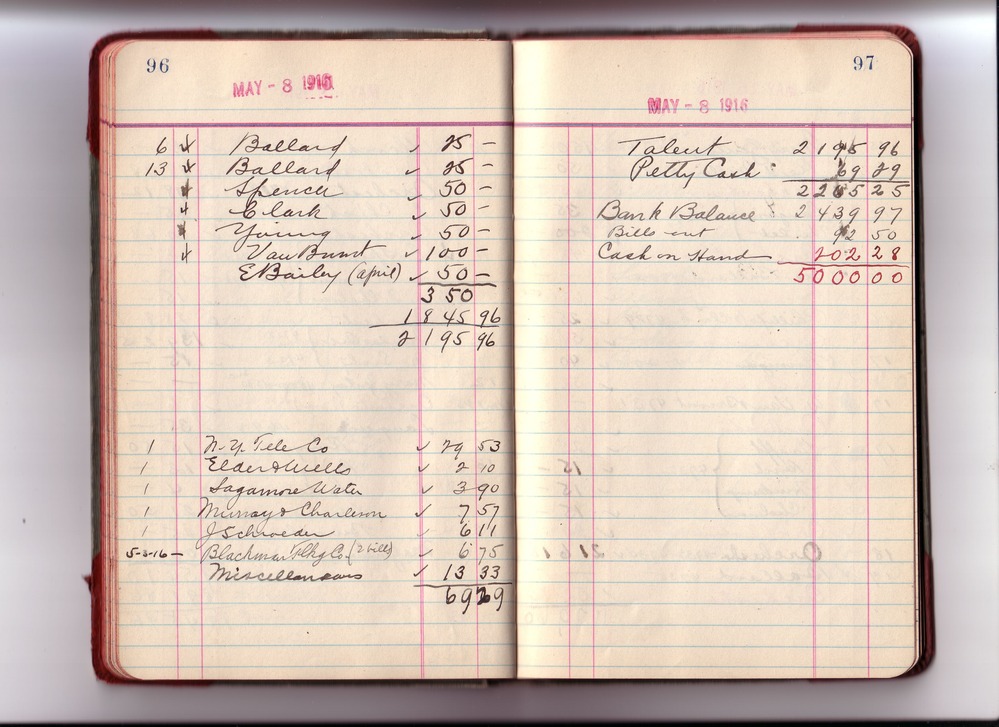 96
MAY - 8 1916
6 Ballard ✓ 25 -
13 Ballard ✓ 25 -
Spencer ✓ 50 -
Clark ✓ 50 -
Young ✓ 50 -
Van Brunt ✓ 100 -
E Bailey (April) ✓ 50 -
350
1845 96
2195 96
1 N.Y. Tele Co ✓ 29 53
1 Elder & Wells ✓ 2 10
1 Sagamore Water ✓ 3 90
1 Murray & Charleson ✓ 7 57
1 J Schroeder ✓ 6 11
5-3-16 - Blackman Co. (2 bills) ✓ 6 75
Miscellaneous ✓ 13 33
69 29
97
MAY - 8 1916
Talent 2195 96
Petty Cash 69 29
2265 25
Bank Balance 2439 97
Bills out 92 50
Cash on Hand 202 28
5000 00